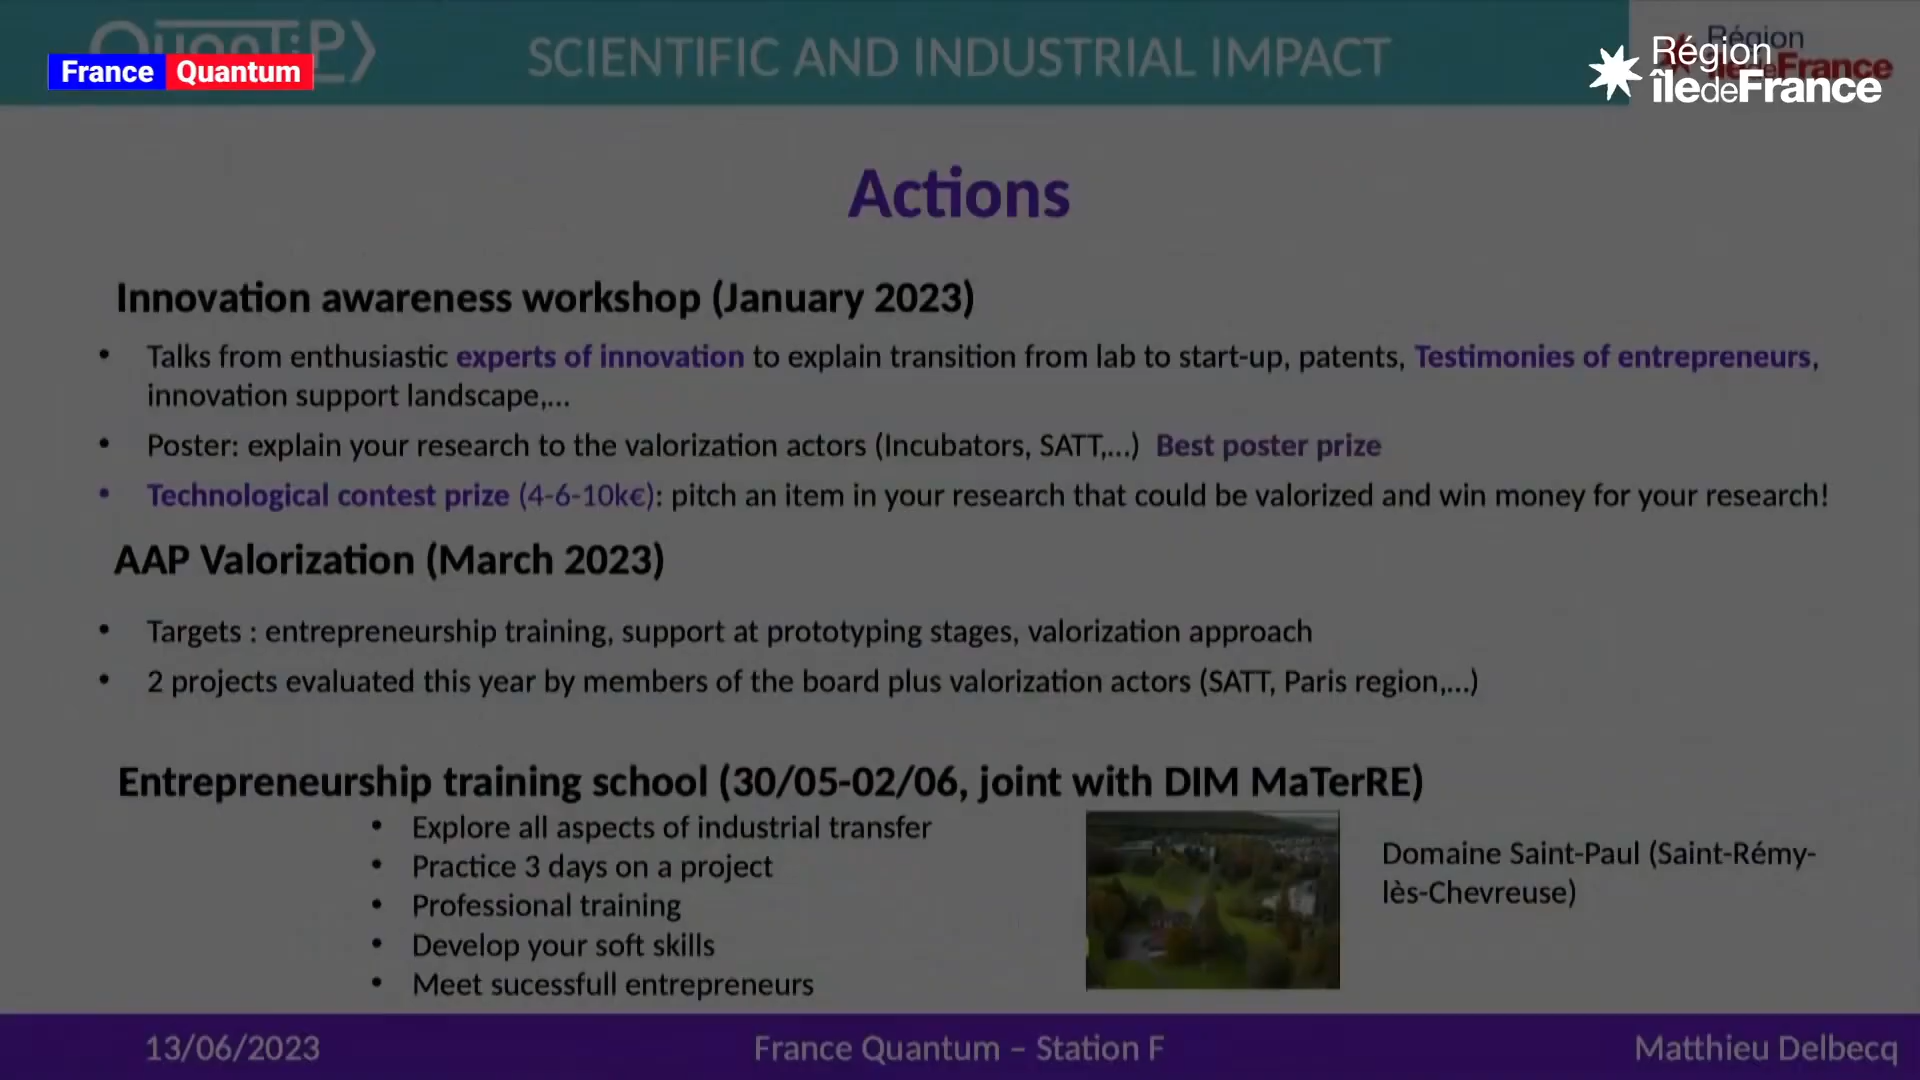 QuanTiP
France Quantum
SCIENTIFIC AND INDUSTRIAL IMPACT
Région
îledeFrance
Région
îledeFrance
Actions
Innovation awareness workshop (January 2023)
• Talks from enthusiastic experts of innovation to explain transition from lab to start-up, patents, Testimonies of entrepreneurs,
innovation support landscape,...
• Poster: explain your research to the valorization actors (Incubators, SATT,...) Best poster prize
• Technological contest prize (4-6-10k€): pitch an item in your research that could be valorized and win money for your research!
AAP Valorization (March 2023)
• Targets : entrepreneurship training, support at prototyping stages, valorization approach
• 2 projects evaluated this year by members of the board plus valorization actors (SATT, Paris region,...)
Entrepreneurship training school (30/05-02/06, joint with DIM MaTerRE)
• Explore all aspects of industrial transfer
• Practice 3 days on a project
• Professional training
• Develop your soft skills
• Meet sucessfull entrepreneurs
Domaine Saint-Paul (Saint-Rémy-
lès-Chevreuse)
13/06/2023
France Quantum – Station F
Matthieu Delbecq